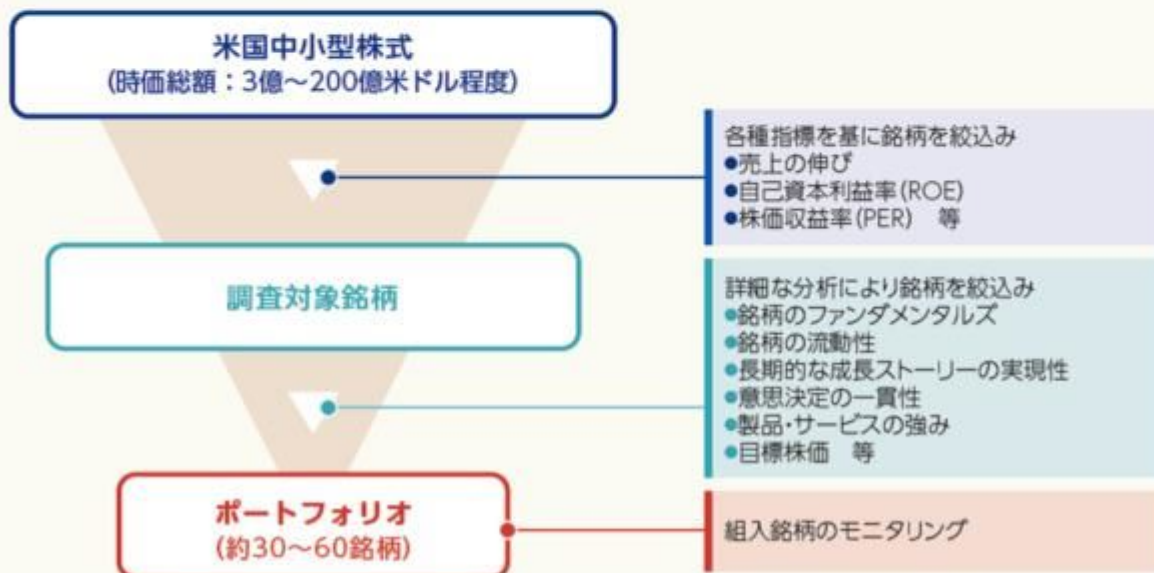 米国中小型株式
(時価総額：3億～200億米ドル程度)
各種指標を基に銘柄を絞込み
●売上の伸び
●自己資本利益率(ROE)
●株価収益率(PER)　等
調査対象銘柄
詳細な分析により銘柄を絞込み
●銘柄のファンダメンタルズ
●銘柄の流動性
●長期的な成長ストーリーの実現性
●意思決定の一貫性
●製品・サービスの強み
●目標株価　等
ポートフォリオ
(約30～60銘柄)
組入銘柄のモニタリング